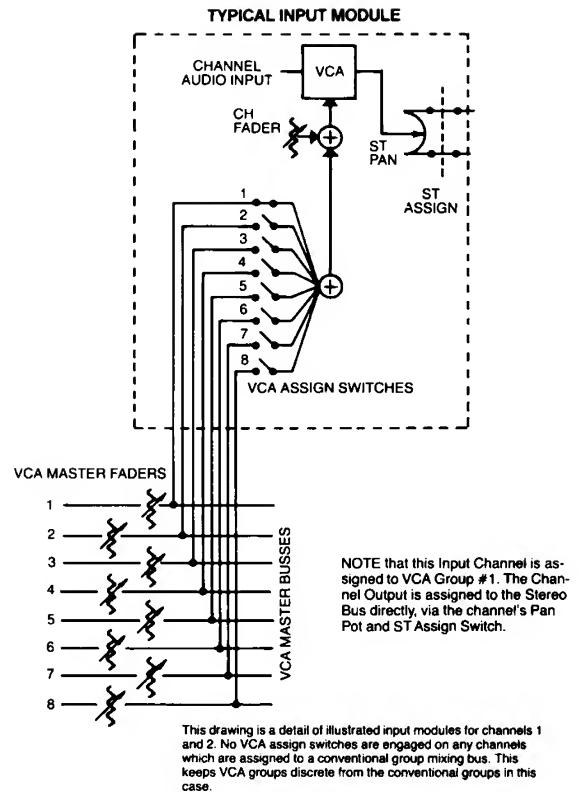 TYPICAL INPUT MODULE
CHANNEL
AUDIO INPUT
VCA
CH
FADER
ST
PAN
ST
ASSIGN
1
2
3
4
5
6
7
8
VCA ASSIGN SWITCHES
VCA MASTER FADERS
1
2
3
4
5
6
7
8
VCA MASTER BUSSES
NOTE that this Input Channel is as-
signed to VCA Group #1. The Chan-
nel Output is assigned to the Stereo
Bus directly, via the channel's Pan
Pot and ST Assign Switch.
This drawing is a detail of illustrated input modules for channels 1
and 2. No VCA assign switches are engaged on any channels
which are assigned to a conventional group mixing bus. This
keeps VCA groups discrete from the conventional groups in this
case.